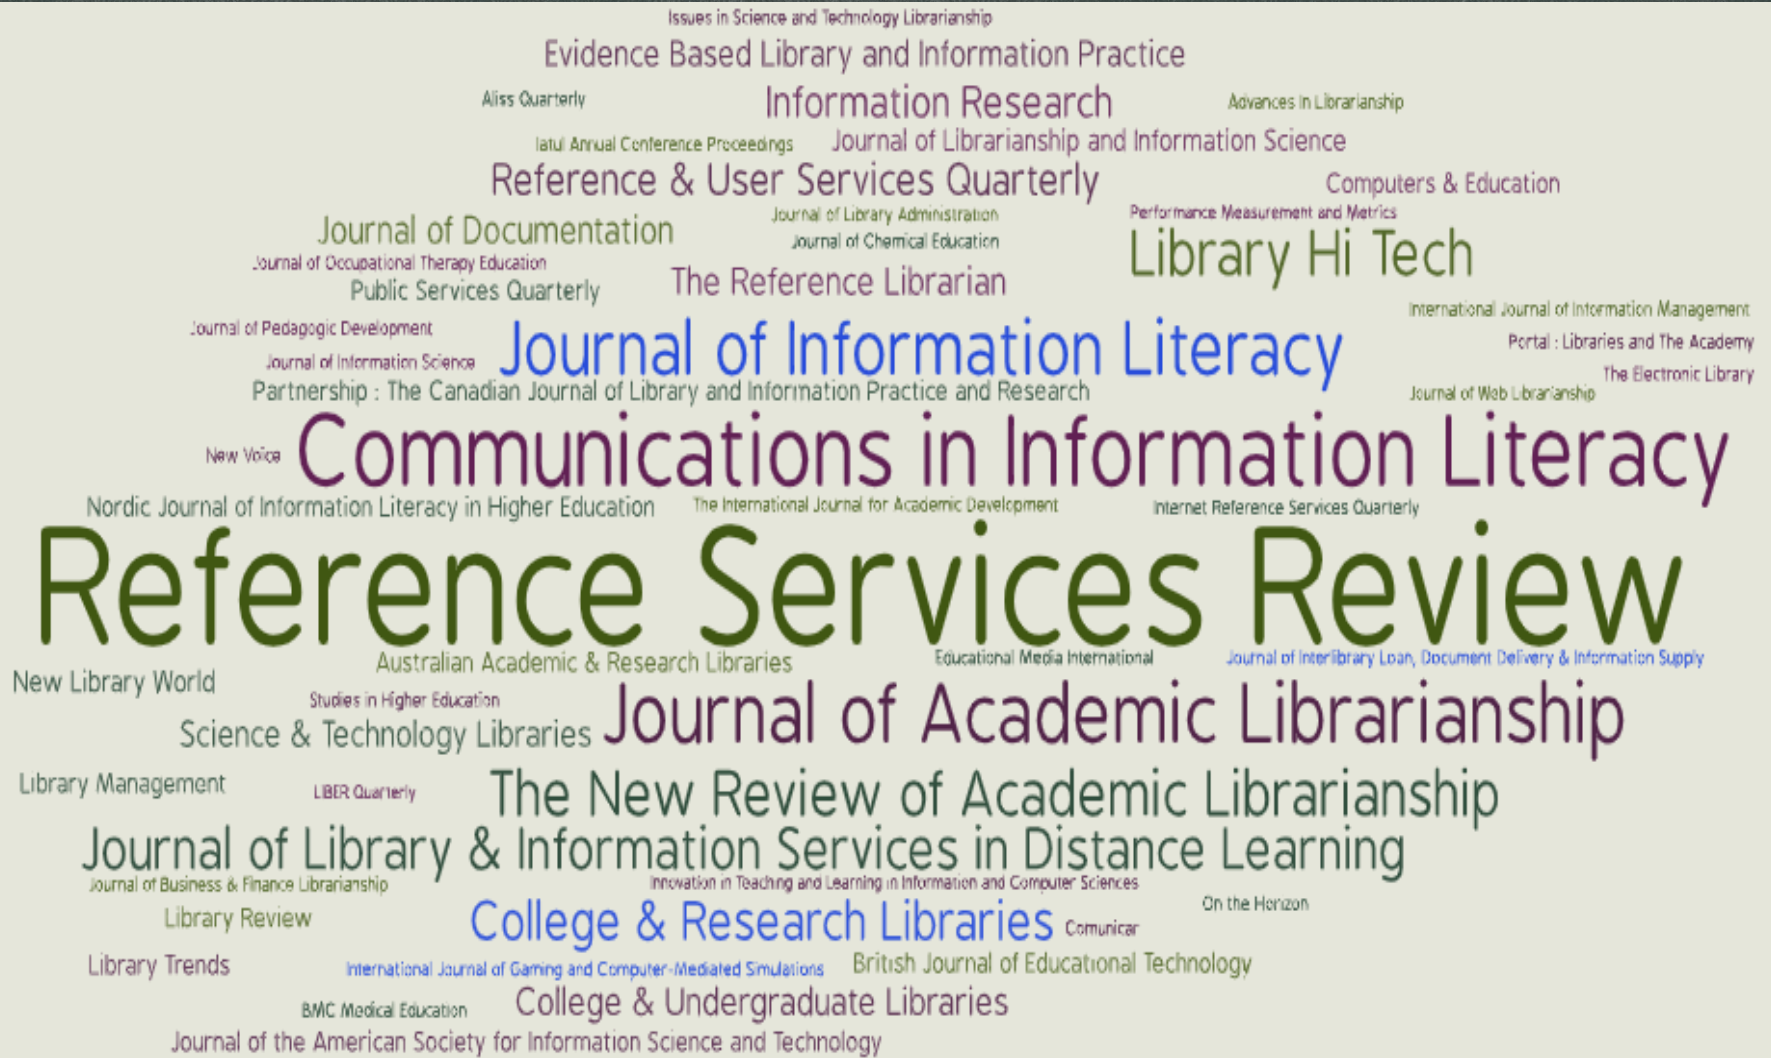 Issues in Science and Technology Librarianship
Evidence Based Library and Information Practice
Aliss Quarterly
Information Research
Advances in Librarianship
Iatul Annual Conference Proceedings
Journal of Librarianship and Information Science
Reference & User Services Quarterly
Computers & Education
Journal of Documentation
Journal of Library Administration
Performance Measurement and Metrics
Journal of Chemical Education
Library Hi Tech
Journal of Occupational Therapy Education
The Reference Librarian
Public Services Quarterly
International Journal of Information Management
Journal of Pedagogic Development
Journal of Information Literacy
Portal : Libraries and The Academy
Journal of Information Science
The Electronic Library
Partnership : The Canadian Journal of Library and Information Practice and Research
Journal of Web Librarianship
New Voice
Communications in Information Literacy
Nordic Journal of Information Literacy in Higher Education
The International Journal for Academic Development
Internet Reference Services Quarterly
Reference Services Review
Australian Academic & Research Libraries
Educational Media International
Journal of Interlibrary Loan, Document Delivery & Information Supply
New Library World
Studies in Higher Education
Journal of Academic Librarianship
Science & Technology Libraries
Library Management
LIBER Quarterly
The New Review of Academic Librarianship
Journal of Library & Information Services in Distance Learning
Journal of Business & Finance Librarianship
Innovation in Teaching and Learning in Information and Computer Sciences
On the Horizon
Library Review
College & Research Libraries
Comunicar
Library Trends
International Journal of Gaming and Computer-Mediated Simulations
British Journal of Educational Technology
BMC Medical Education
College & Undergraduate Libraries
Journal of the American Society for Information Science and Technology